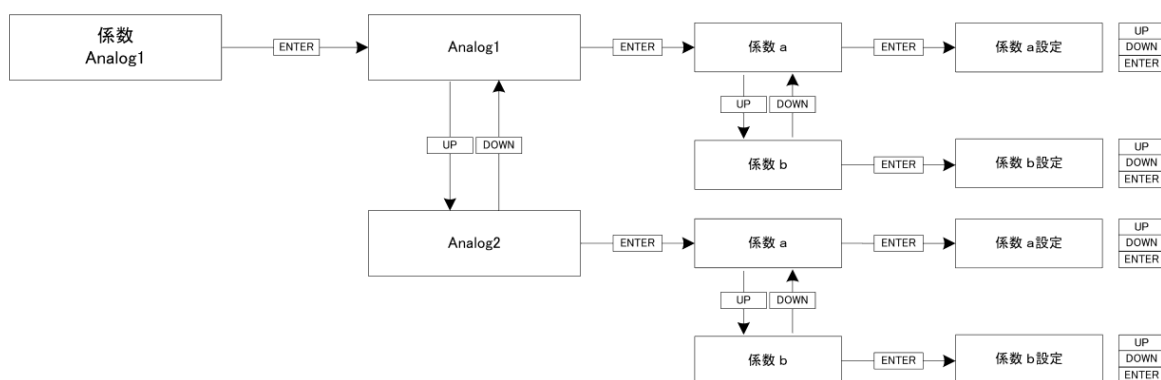 係数
Analog1
ENTER
Analog1
ENTER
係数 a
ENTER
係数 a設定
UP
DOWN
ENTER
UP
DOWN
係数 b
ENTER
係数 b設定
UP
DOWN
ENTER
UP
DOWN
Analog2
ENTER
係数 a
ENTER
係数 a設定
UP
DOWN
ENTER
UP
DOWN
係数 b
ENTER
係数 b設定
UP
DOWN
ENTER